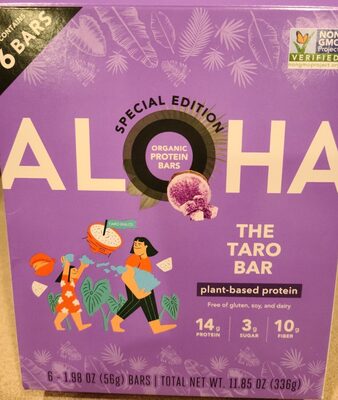 CONTAINS
6 BARS
NON
GMO
Project
VERIFIED
nongmoproject.org
SPECIAL EDITION
ALOHA
ORGANIC
PROTEIN
BARS
THE
TARO
BAR
plant-based protein
Free of gluten, soy, and dairy
14g PROTEIN
3g SUGAR
10g FIBER
6 – 1.98 OZ (56g) BARS | TOTAL NET WT. 11.85 OZ (336g)